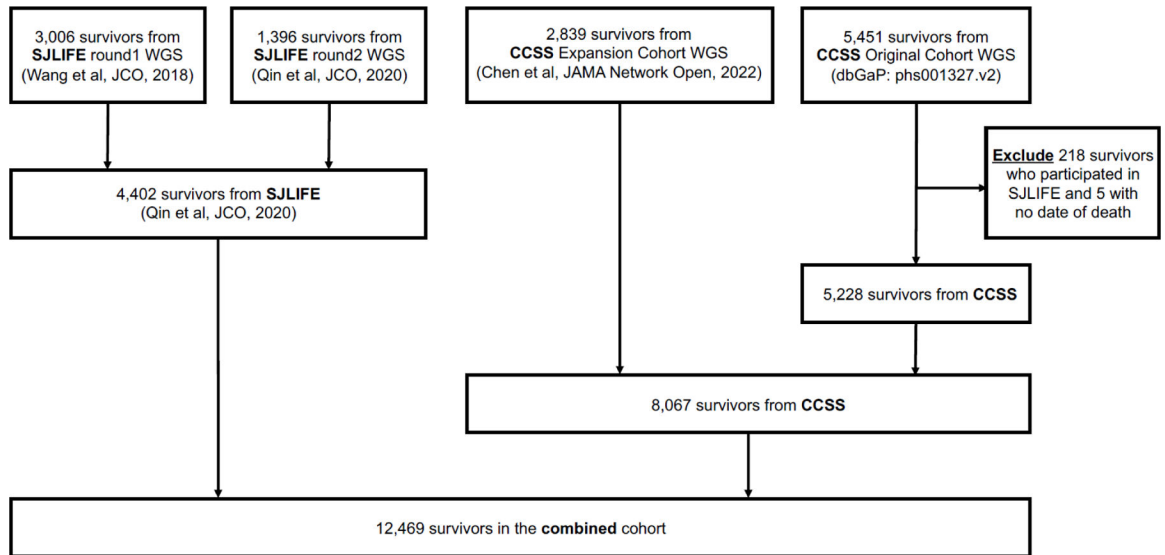 3,006 survivors from
SJLIFE round1 WGS
(Wang et al, JCO, 2018)
1,396 survivors from
SJLIFE round2 WGS
(Qin et al, JCO, 2020)
2,839 survivors from
CCSS Expansion Cohort WGS
(Chen et al, JAMA Network Open, 2022)
5,451 survivors from
CCSS Original Cohort WGS
(dbGaP: phs001327.v2)
Exclude 218 survivors
who participated in
SJLIFE and 5 with
no date of death
4,402 survivors from SJLIFE
(Qin et al, JCO, 2020)
5,228 survivors from CCSS
8,067 survivors from CCSS
12,469 survivors in the combined cohort